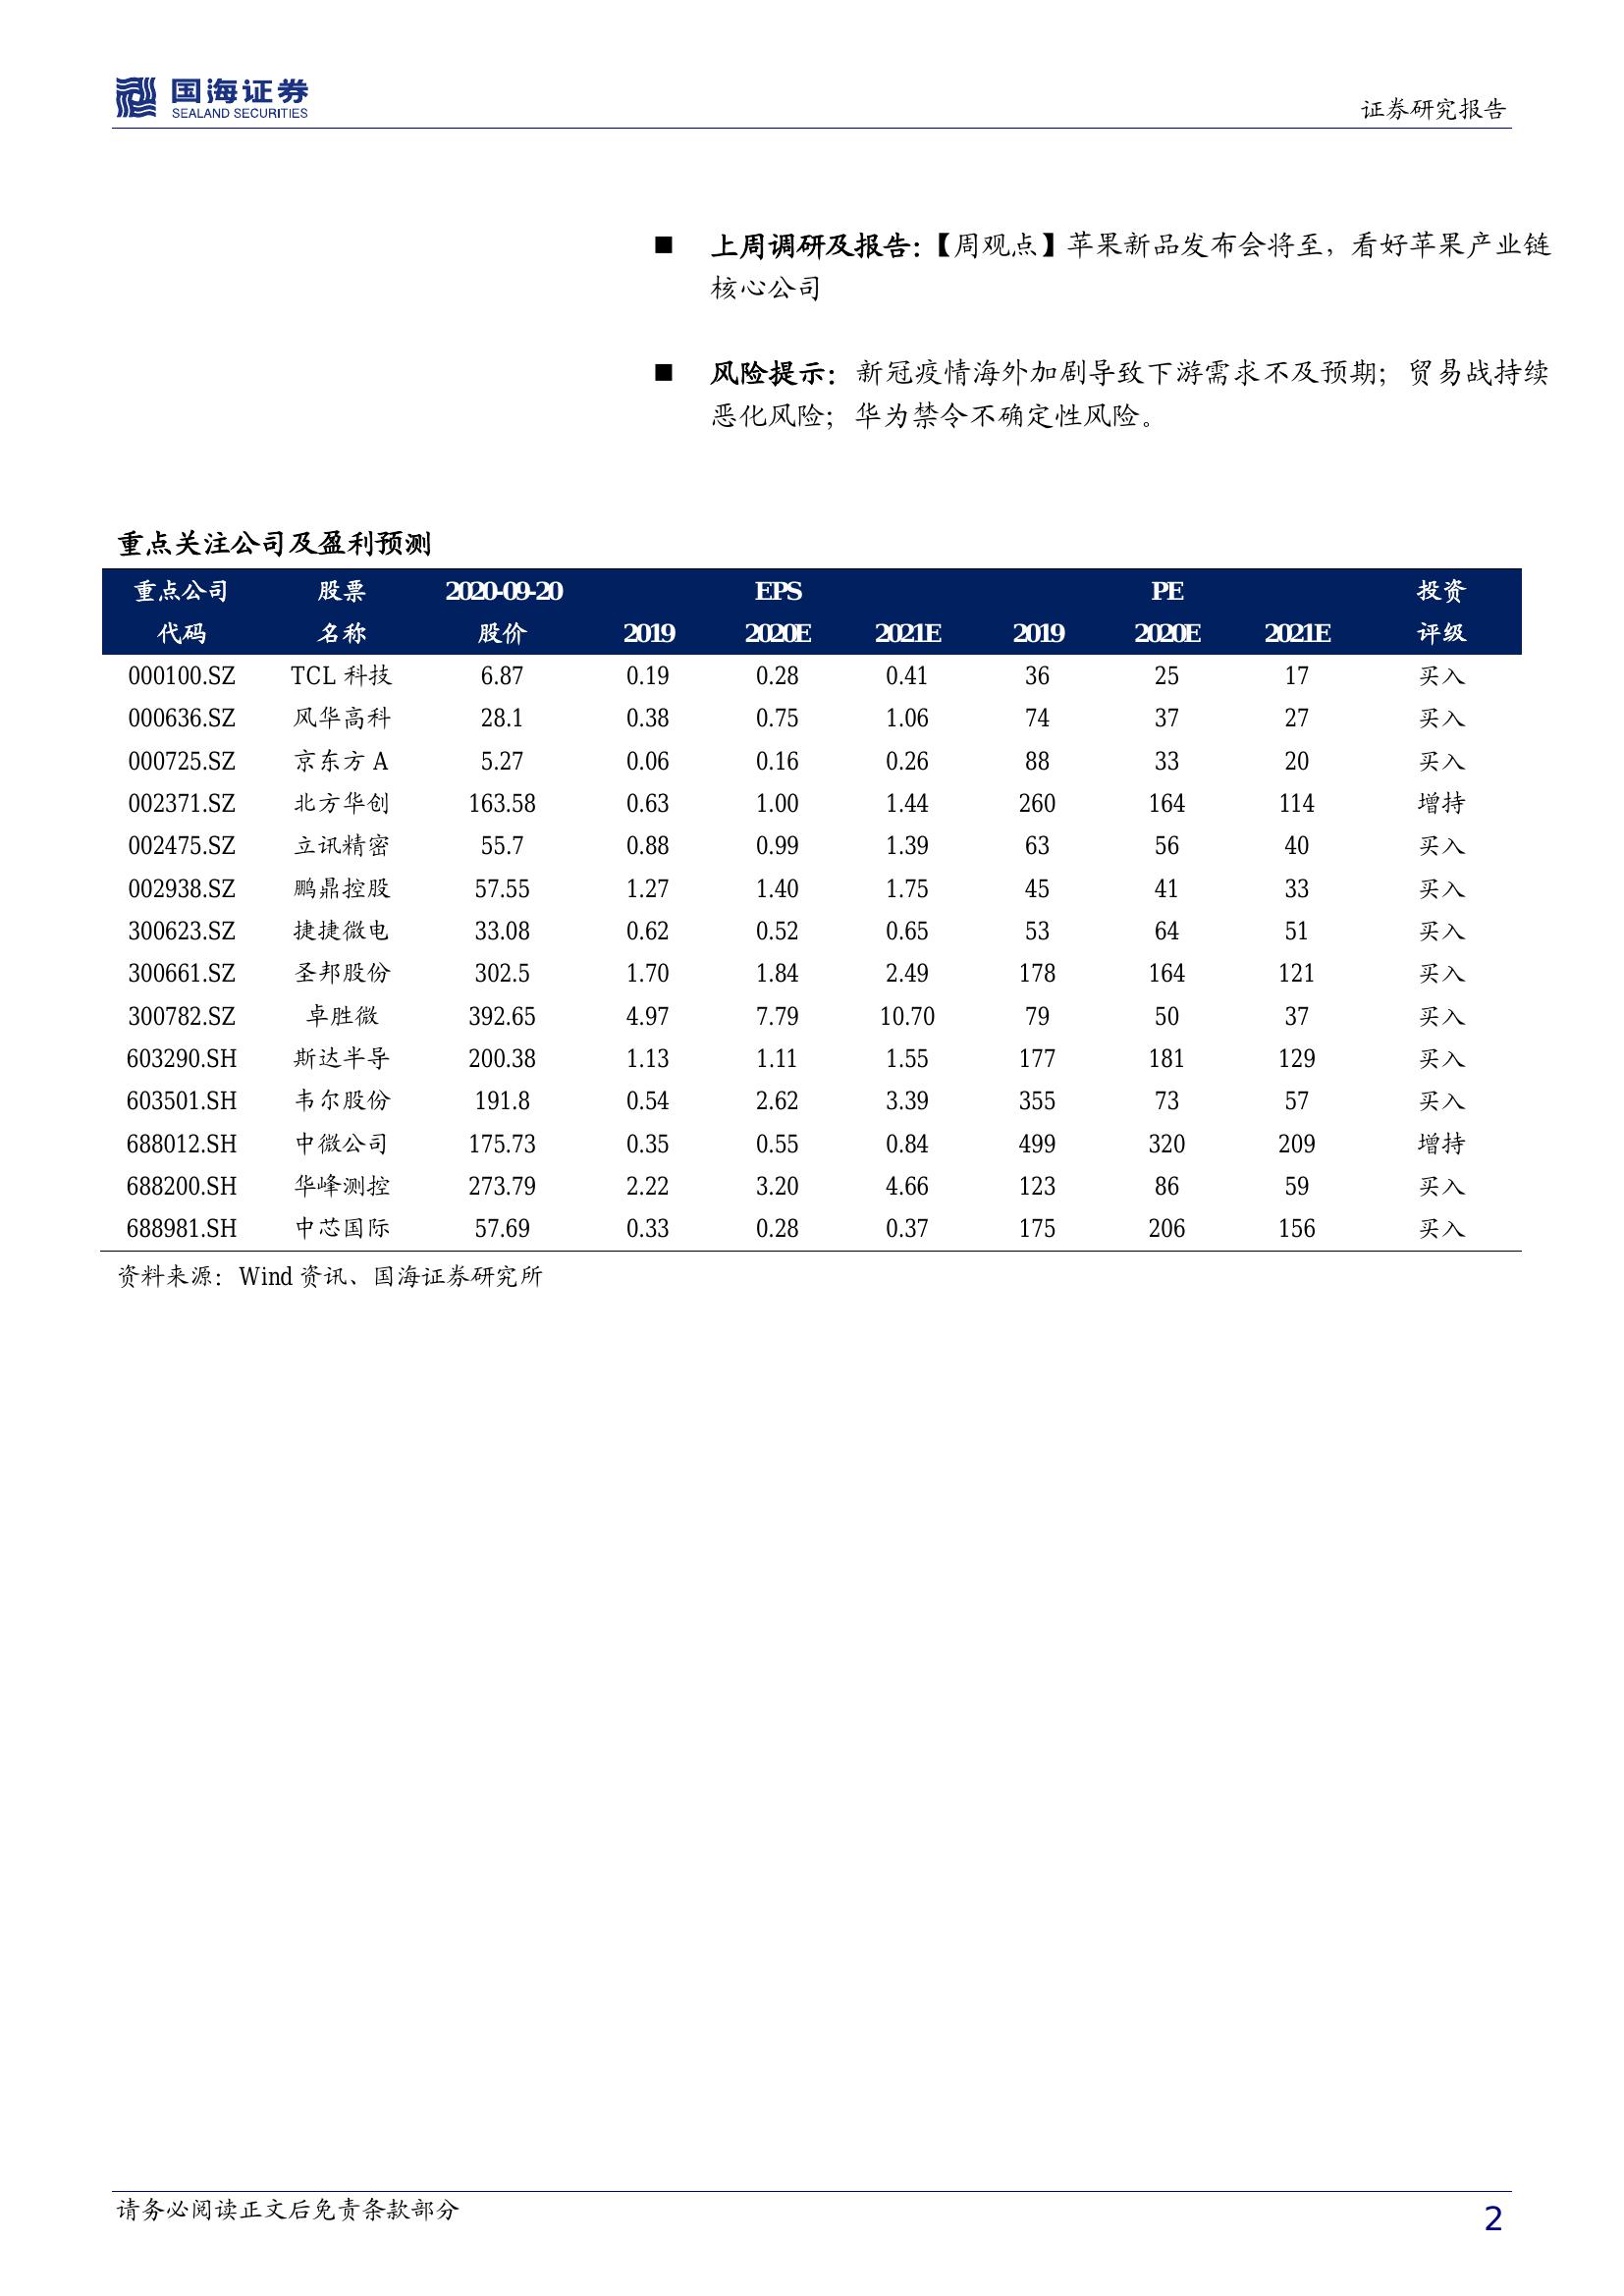 国海证券
SEALAND SECURITIES
证券研究报告
■ 上周调研及报告：【周观点】苹果新品发布会将至，看好苹果产业链
核心公司
■ 风险提示：新冠疫情海外加剧导致下游需求不及预期；贸易战持续
恶化风险；华为禁令不确定性风险。
重点关注公司及盈利预测
重点公司 股票 2020-09-20 EPS PE 投资
代码 名称 股价 2019 2020E 2021E 2019 2020E 2021E 评级
000100.SZ TCL 科技 6.87 0.19 0.28 0.41 36 25 17 买入
000636.SZ 风华高科 28.1 0.38 0.75 1.06 74 37 27 买入
000725.SZ 京东方 A 5.27 0.06 0.16 0.26 88 33 20 买入
002371.SZ 北方华创 163.58 0.63 1.00 1.44 260 164 114 增持
002475.SZ 立讯精密 55.7 0.88 0.99 1.39 63 56 40 买入
002938.SZ 鹏鼎控股 57.55 1.27 1.40 1.75 45 41 33 买入
300623.SZ 捷捷微电 33.08 0.62 0.52 0.65 53 64 51 买入
300661.SZ 圣邦股份 302.5 1.70 1.84 2.49 178 164 121 买入
300782.SZ 卓胜微 392.65 4.97 7.79 10.70 79 50 37 买入
603290.SH 斯达半导 200.38 1.13 1.11 1.55 177 181 129 买入
603501.SH 韦尔股份 191.8 0.54 2.62 3.39 355 73 57 买入
688012.SH 中微公司 175.73 0.35 0.55 0.84 499 320 209 增持
688200.SH 华峰测控 273.79 2.22 3.20 4.66 123 86 59 买入
688981.SH 中芯国际 57.69 0.33 0.28 0.37 175 206 156 买入
资料来源：Wind 资讯、国海证券研究所
请务必阅读正文后免责条款部分
2